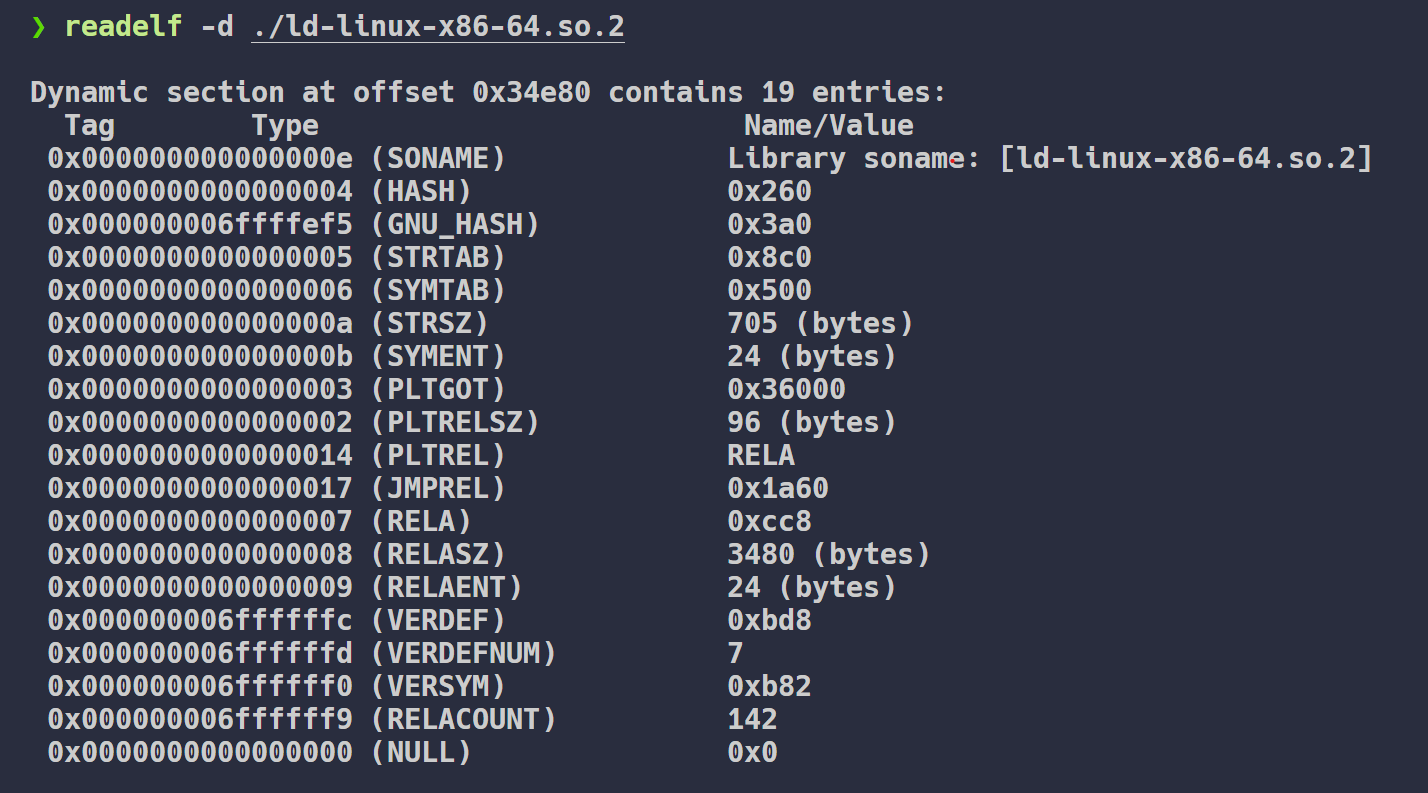 ❯ readelf -d ./ld-linux-x86-64.so.2
Dynamic section at offset 0x34e80 contains 19 entries:
  Tag        Type                         Name/Value
 0x000000000000000e (SONAME)             Library soname: [ld-linux-x86-64.so.2]
 0x0000000000000004 (HASH)               0x260
 0x000000006ffffef5 (GNU_HASH)           0x3a0
 0x0000000000000005 (STRTAB)             0x8c0
 0x0000000000000006 (SYMTAB)             0x500
 0x000000000000000a (STRSZ)              705 (bytes)
 0x000000000000000b (SYMENT)             24 (bytes)
 0x0000000000000003 (PLTGOT)             0x36000
 0x0000000000000002 (PLTRELSZ)           96 (bytes)
 0x0000000000000014 (PLTREL)             RELA
 0x0000000000000017 (JMPREL)             0x1a60
 0x0000000000000007 (RELA)               0xcc8
 0x0000000000000008 (RELASZ)             3480 (bytes)
 0x0000000000000009 (RELAENT)            24 (bytes)
 0x000000006ffffffc (VERDEF)             0xbd8
 0x000000006ffffffd (VERDEFNUM)          7
 0x000000006ffffff0 (VERSYM)             0xb82
 0x000000006ffffff9 (RELACOUNT)          142
 0x0000000000000000 (NULL)               0x0